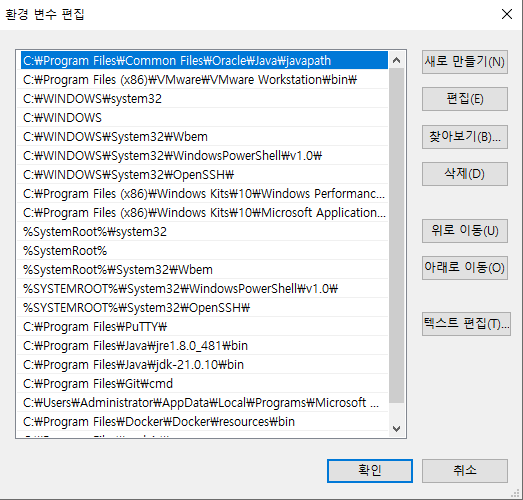 환경 변수 편집
C:₩Program Files₩Common Files₩Oracle₩Java₩javapath
C:₩Program Files (x86)₩VMware₩VMware Workstation₩bin₩
C:₩WINDOWS₩system32
C:₩WINDOWS
C:₩WINDOWS₩System32₩Wbem
C:₩WINDOWS₩System32₩WindowsPowerShell₩v1.0₩
C:₩WINDOWS₩System32₩OpenSSH₩
C:₩Program Files (x86)₩Windows Kits₩10₩Windows Performanc...
C:₩Program Files (x86)₩Windows Kits₩10₩Microsoft Application...
%SystemRoot%₩system32
%SystemRoot%
%SystemRoot%₩System32₩Wbem
%SYSTEMROOT%₩System32₩WindowsPowerShell₩v1.0₩
%SYSTEMROOT%₩System32₩OpenSSH₩
C:₩Program Files₩PuTTY₩
C:₩Program Files₩Java₩jre1.8.0_481₩bin
C:₩Program Files₩Java₩jdk-21.0.10₩bin
C:₩Program Files₩Git₩cmd
C:₩Users₩Administrator₩AppData₩Local₩Programs₩Microsoft ...
C:₩Program Files₩Docker₩Docker₩resources₩bin
새로 만들기(N)
편집(E)
찾아보기(B)...
삭제(D)
위로 이동(U)
아래로 이동(O)
텍스트 편집(T)...
확인
취소